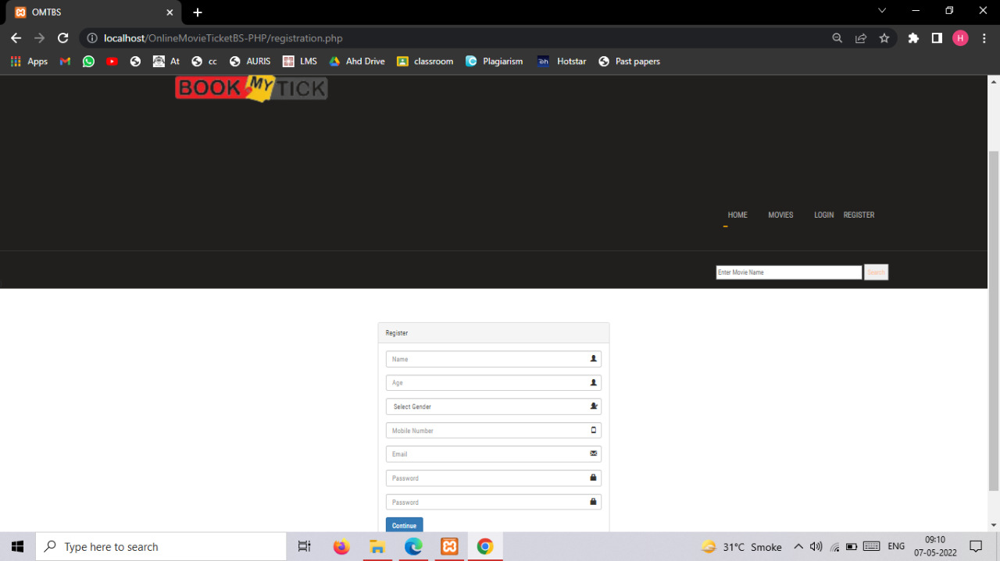 OMTBS
localhost/OnlineMovieTicketBS-PHP/registration.php
H
Apps
At
cc
AURIS
LMS
Ahd Drive
classroom
Plagiarism
Hotstar
Past papers
BOOK MY TICK
HOME MOVIES LOGIN REGISTER
Enter Movie Name Search
Register
Name
Age
Select Gender
Mobile Number
Email
Password
Password
Continue
Type here to search
31°C Smoke
ENG
09:10
07-05-2022